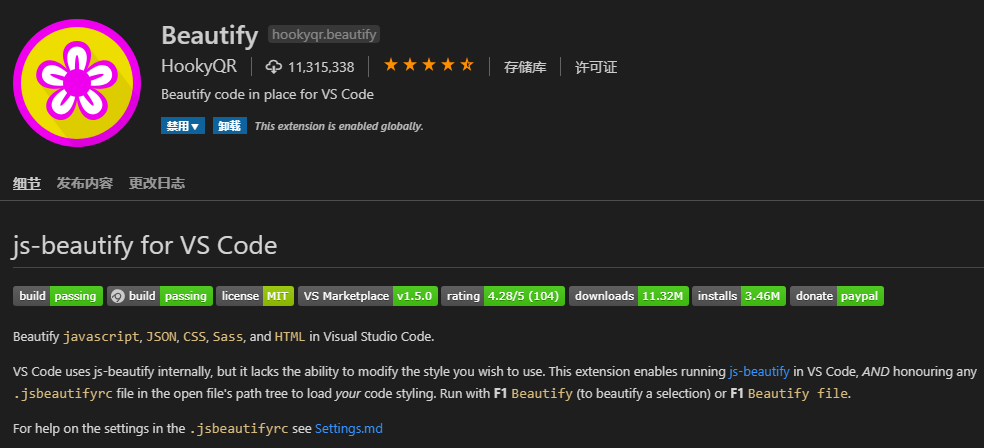 Beautify hookyqr.beautify
HookyQR 11,315,338 存储库 许可证
Beautify code in place for VS Code
禁用▼ 卸载 This extension is enabled globally.
细节 发布内容 更改日志
js-beautify for VS Code
build passing build passing license MIT VS Marketplace v1.5.0 rating 4.28/5 (104) downloads 11.32M installs 3.46M donate paypal
Beautify javascript, JSON, CSS, Sass, and HTML in Visual Studio Code.
VS Code uses js-beautify internally, but it lacks the ability to modify the style you wish to use. This extension enables running js-beautify in VS Code, AND honouring any
.jsbeautifyrc file in the open file's path tree to load your code styling. Run with F1 Beautify (to beautify a selection) or F1 Beautify file.
For help on the settings in the .jsbeautifyrc see Settings.md